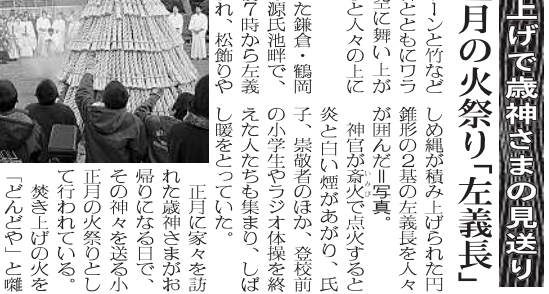 上げで歳神さまの見送り
月の火祭り「左義長」
ーンと竹など
とともにワラ
空に舞い上が
と人々の上に
た鎌倉・鶴岡
源氏池畔で、
7時から左義
れ、松飾りや
しめ縄が積み上げられた円
錐形の2基の左義長を人々
が囲んだ＝写真。
神官が斎火で点火すると
いみび
炎と白い煙があがり、氏
子、崇敬者のほか、登校前
の小学生やラジオ体操を終
えた人たちも集まり、しば
し暖をとっていた。
正月に家々を訪
れた歳神さまがお
帰りになる日で、
その神々を送る小
正月の火祭りとし
て行われている。
焚き上げの火を
「どんどや」と囃